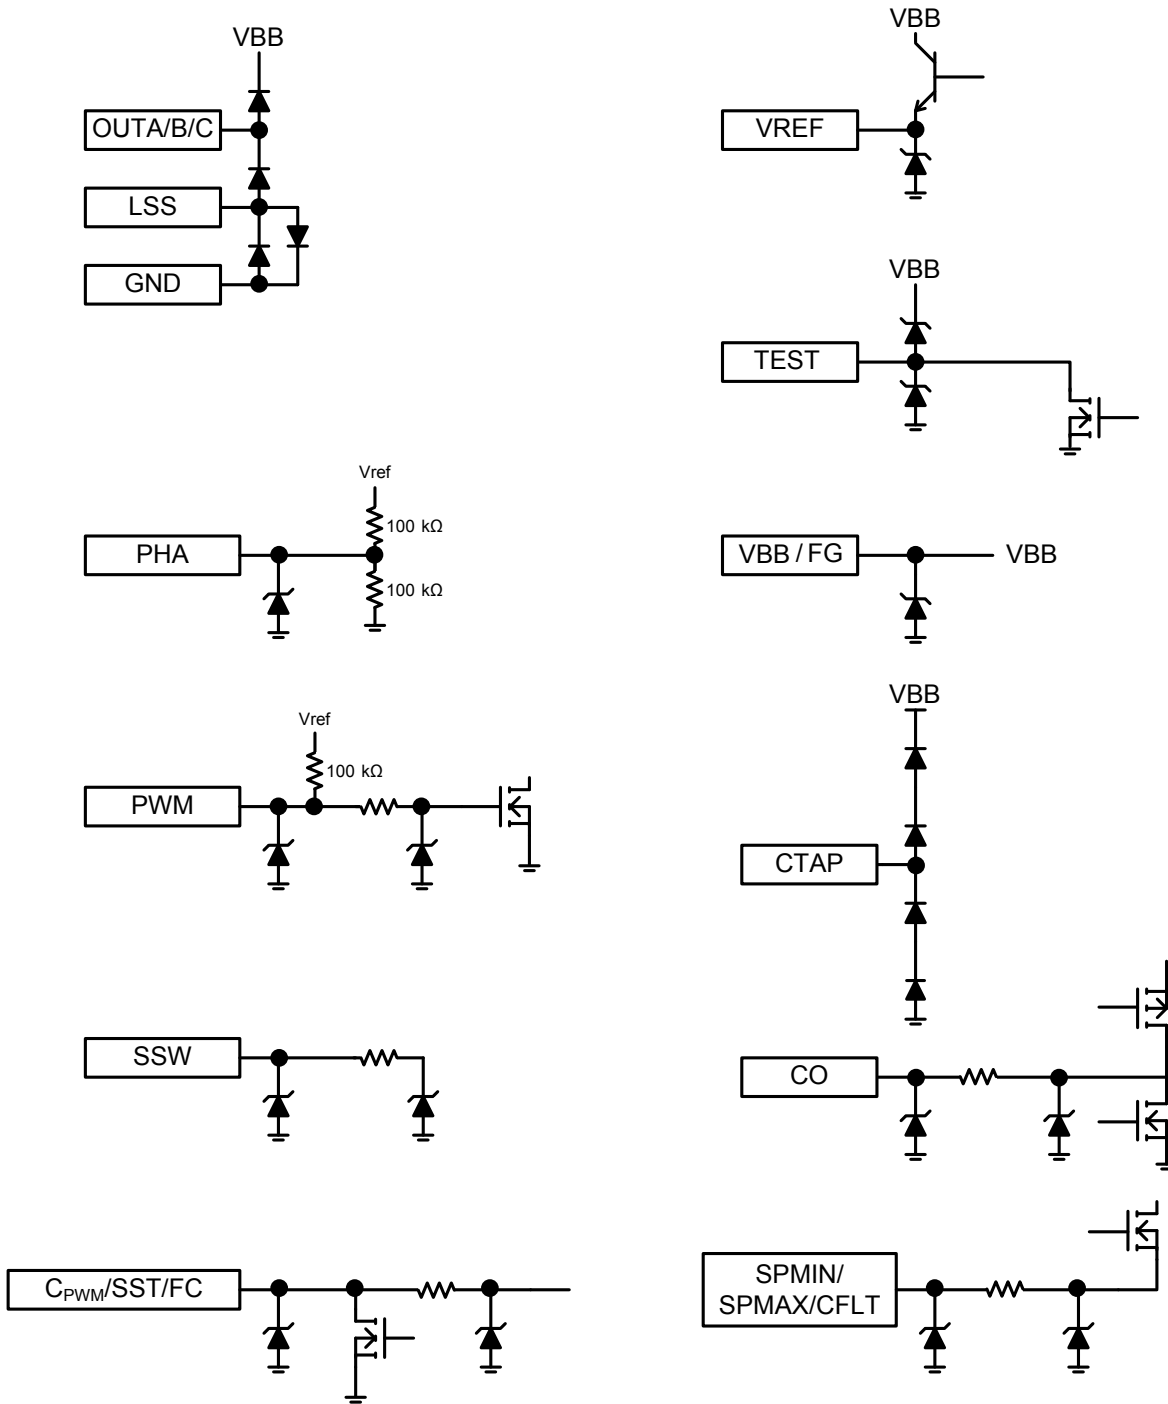 VBB
OUTA/B/C
LSS
GND
Vref
100 kΩ
PHA
100 kΩ
Vref
100 kΩ
PWM
SSW
CPWM/SST/FC
VBB
VREF
VBB
TEST
VBB / FG
VBB
VBB
CTAP
CO
SPMIN/
SPMAX/CFLT